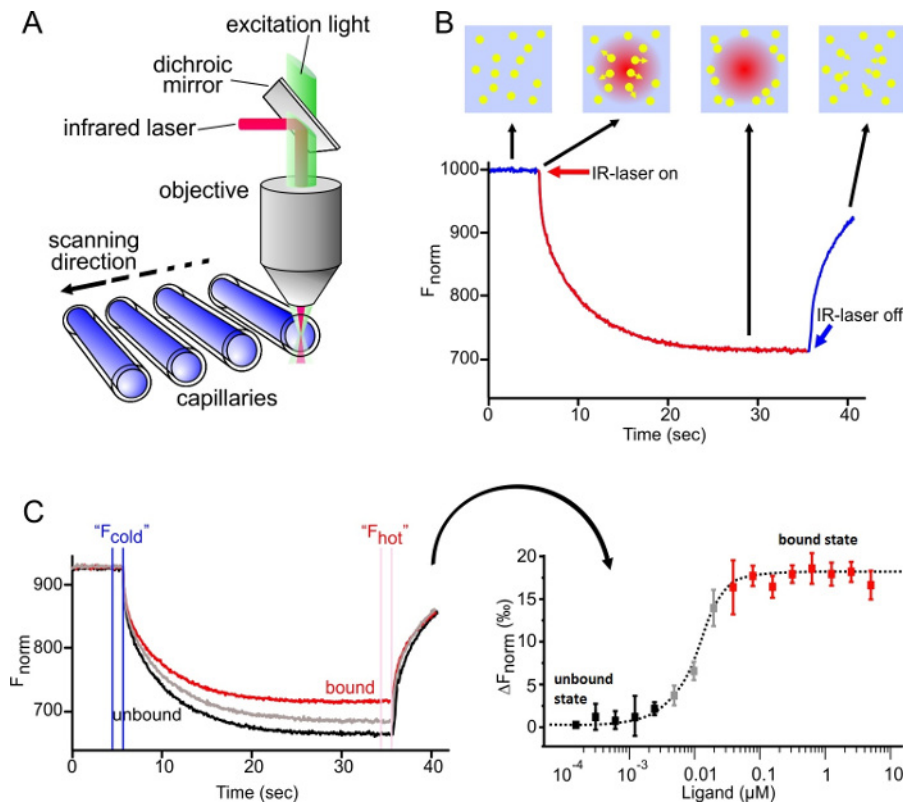 A
excitation light
dichroic
mirror
infrared laser
objective
scanning
direction
capillaries
B
1000
900
800
700
F norm
IR-laser on
IR-laser off
0
10
20
30
40
Time (sec)
C
"Fcold"
"Fhot"
900
800
700
Fnorm
bound
unbound
0
10
20
30
40
Time (sec)
20
15
10
5
0
ΔFnorm (‰)
bound state
unbound
state
10⁻⁴
10⁻³
0.01
0.1
1
10
Ligand (µM)